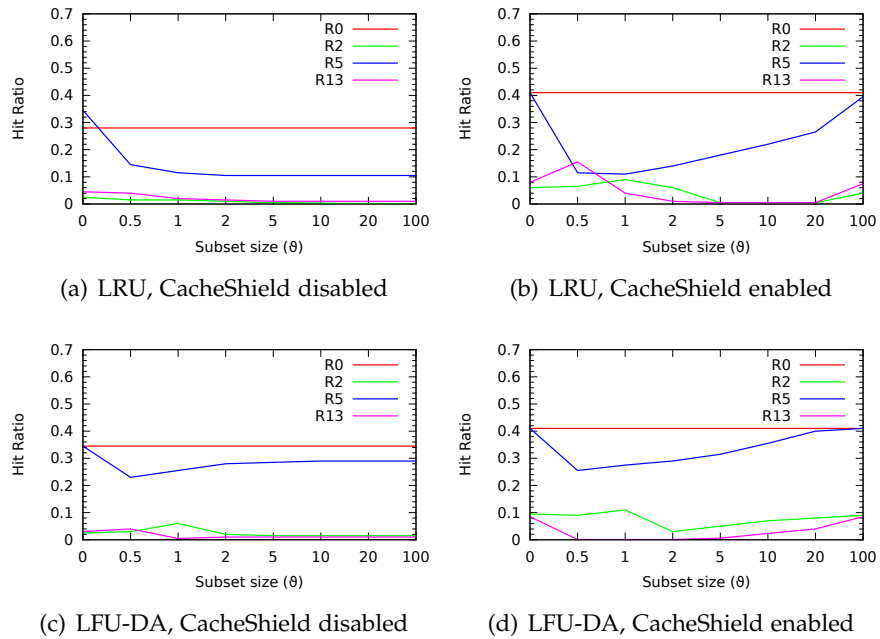 0.7
0.6
0.5
0.4
0.3
0.2
0.1
0
Hit Ratio
R0
R2
R5
R13
0 0.5 1 2 5 10 20 100
Subset size (ϑ)
(a) LRU, CacheShield disabled
0.7
0.6
0.5
0.4
0.3
0.2
0.1
0
Hit Ratio
R0
R2
R5
R13
0 0.5 1 2 5 10 20 100
Subset size (ϑ)
(b) LRU, CacheShield enabled
0.7
0.6
0.5
0.4
0.3
0.2
0.1
0
Hit Ratio
R0
R2
R5
R13
0 0.5 1 2 5 10 20 100
Subset size (ϑ)
(c) LFU-DA, CacheShield disabled
0.7
0.6
0.5
0.4
0.3
0.2
0.1
0
Hit Ratio
R0
R2
R5
R13
0 0.5 1 2 5 10 20 100
Subset size (ϑ)
(d) LFU-DA, CacheShield enabled